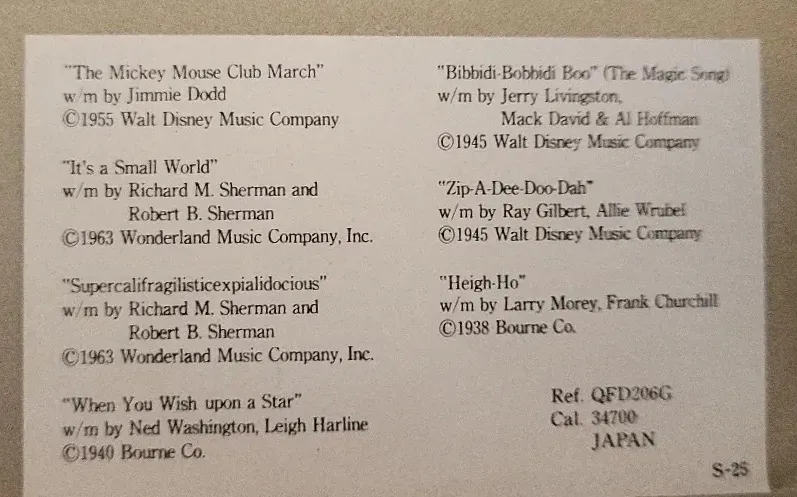 "The Mickey Mouse Club March"
w/m by Jimmie Dodd
©1955 Walt Disney Music Company
"It's a Small World"
w/m by Richard M. Sherman and
Robert B. Sherman
©1963 Wonderland Music Company, Inc.
"Supercalifragilisticexpialidocious"
w/m by Richard M. Sherman and
Robert B. Sherman
©1963 Wonderland Music Company, Inc.
"When You Wish upon a Star"
w/m by Ned Washington, Leigh Harline
©1940 Bourne Co.
"Bibbidi-Bobbidi Boo" (The Magic Song)
w/m by Jerry Livingston,
Mack David & Al Hoffman
©1945 Walt Disney Music Company
"Zip-A-Dee-Doo-Dah"
w/m by Ray Gilbert, Allie Wrubel
©1945 Walt Disney Music Company
"Heigh-Ho"
w/m by Larry Morey, Frank Churchill
©1938 Bourne Co.
Ref. QFD206G
Cal. 34700
JAPAN
S-25